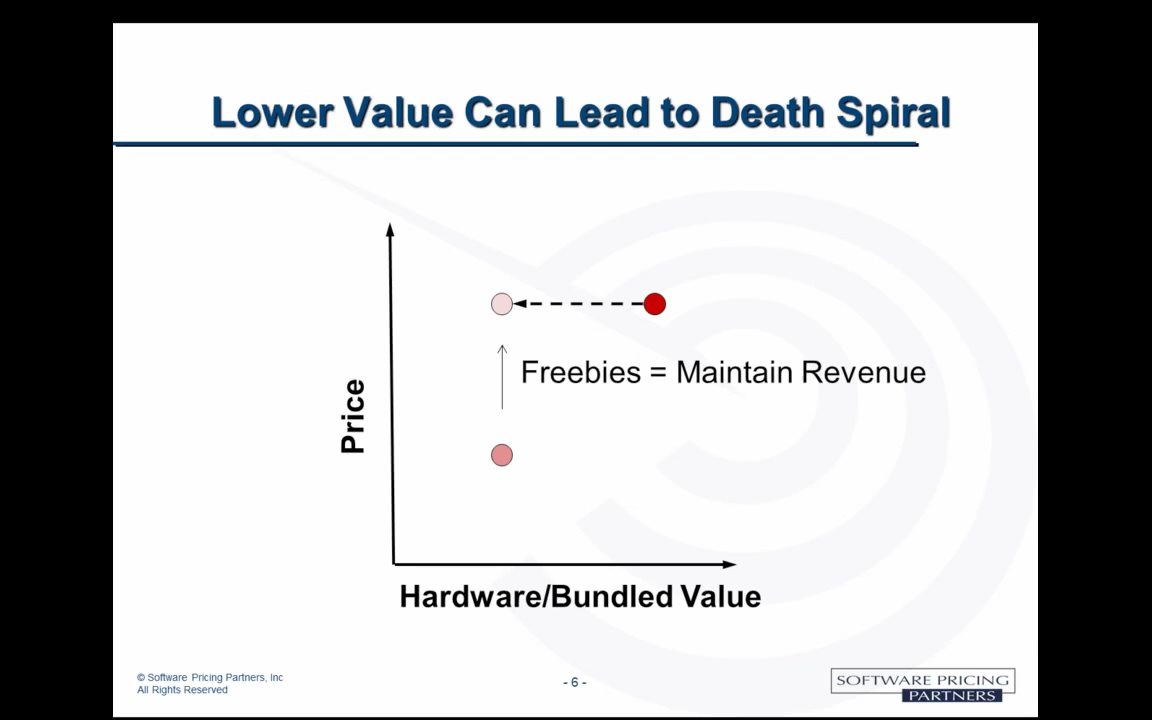 Lower Value Can Lead to Death Spiral
Freebies = Maintain Revenue
Price
Hardware/Bundled Value
© Software Pricing Partners, Inc
All Rights Reserved
- 6 -
SOFTWARE PRICING
PARTNERS